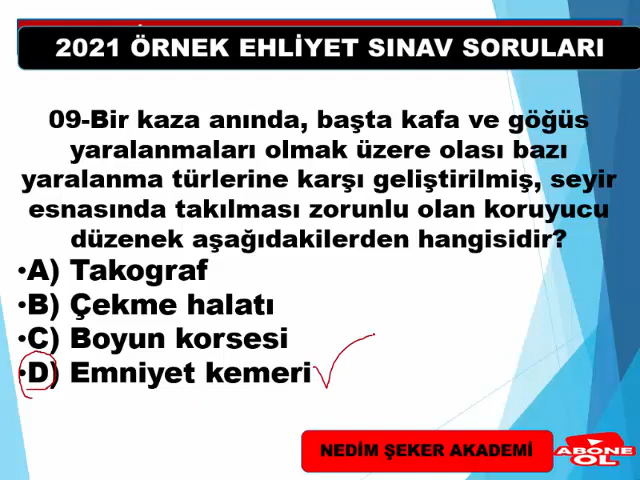 2021 ÖRNEK EHLİYET SINAV SORULARI
09-Bir kaza anında, başta kafa ve göğüs
yaralanmaları olmak üzere olası bazı
yaralanma türlerine karşı geliştirilmiş, seyir
esnasında takılması zorunlu olan koruyucu
düzenek aşağıdakilerden hangisidir?
•A) Takograf
•B) Çekme halatı
•C) Boyun korsesi
•D) Emniyet kemeri
NEDİM ŞEKER AKADEMİ
ABONE
OL